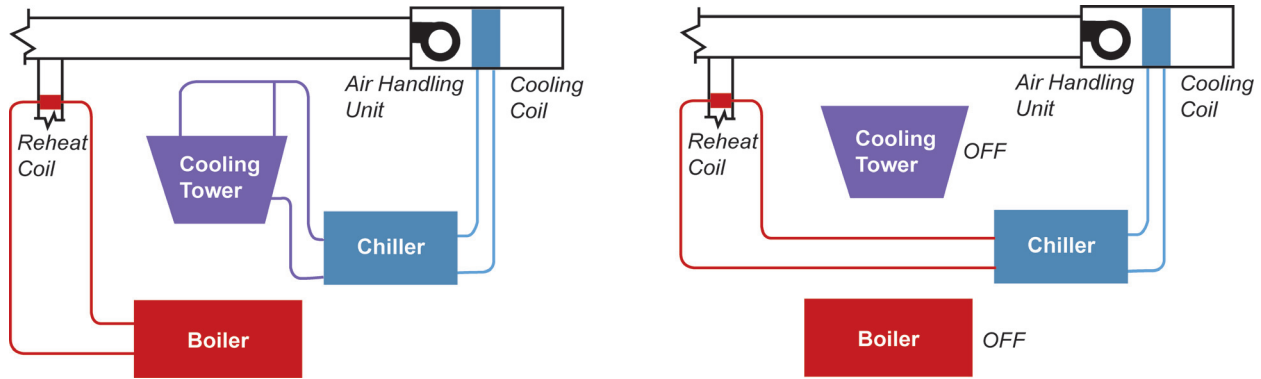 Air Handling
Unit
Cooling
Coil
Reheat
Coil
Cooling
Tower
Chiller
Boiler
Air Handling
Unit
Cooling
Coil
Reheat
Coil
Cooling
Tower
OFF
Chiller
Boiler
OFF